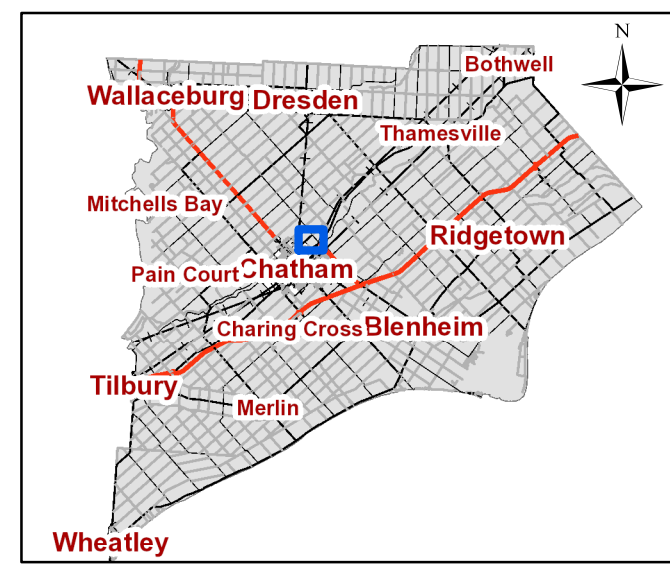 N
Bothwell
Wallaceburg Dresden
Thamesville
Mitchells Bay
Ridgetown
Pain Court Chatham
Charing Cross Blenheim
Tilbury
Merlin
Wheatley